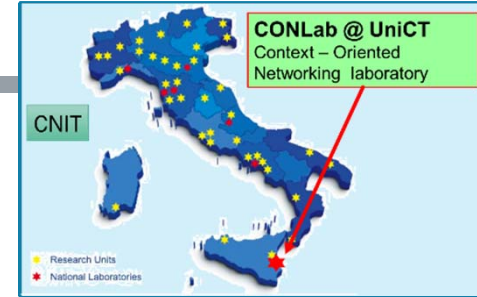 CONLab @ UniCT
Context – Oriented
Networking laboratory
CNIT
Research Units
National Laboratories